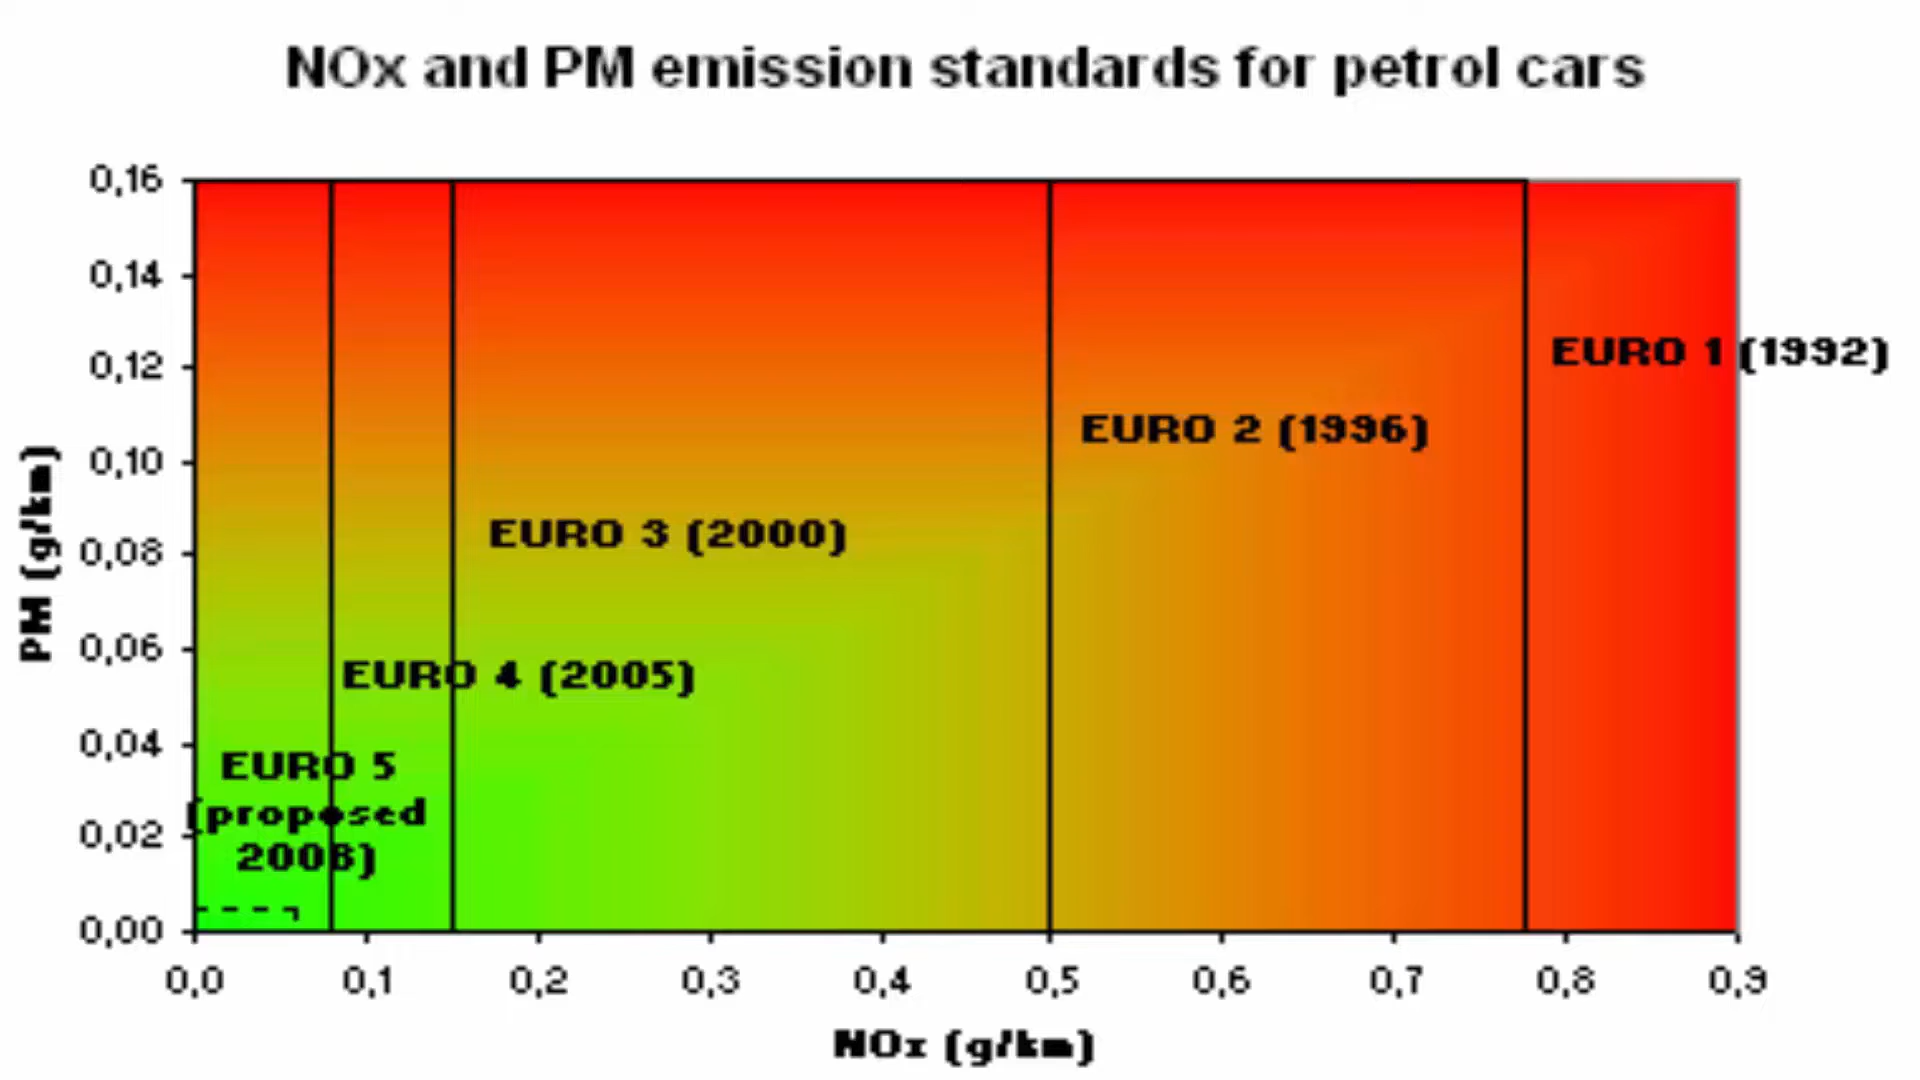 NOx and PM emission standards for petrol cars
0,16
0,14
0,12
0,10
0,08
0,06
0,04
0,02
0,00
PM (g/km)
EURO 1 (1992)
EURO 2 (1996)
EURO 3 (2000)
EURO 4 (2005)
EURO 5
(proposed
2008)
0,0 0,1 0,2 0,3 0,4 0,5 0,6 0,7 0,8 0,9
NOx (g/km)